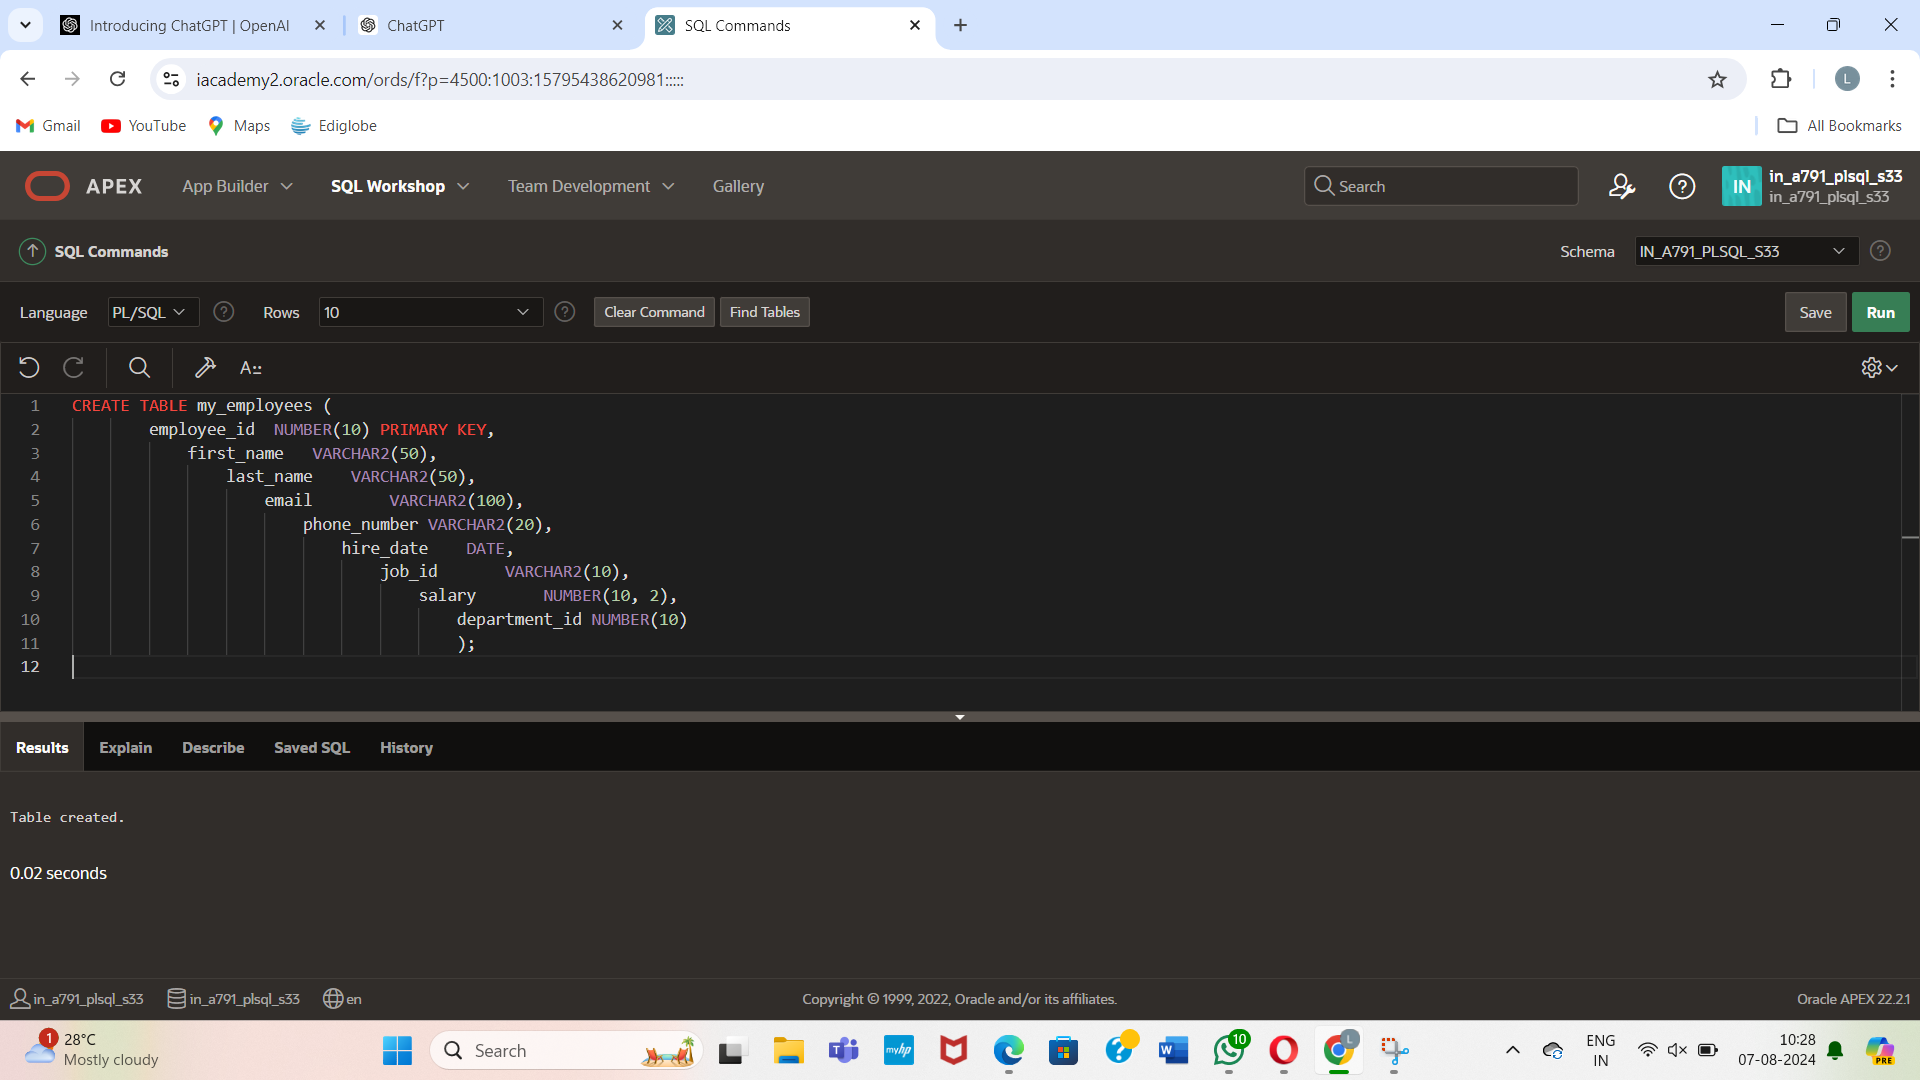 Introducing ChatGPT | OpenAI
ChatGPT
SQL Commands
iacademy2.oracle.com/ords/f?p=4500:1003:15795438620981:::::
L
Gmail
YouTube
Maps
Ediglobe
All Bookmarks
APEX
App Builder
SQL Workshop
Team Development
Gallery
Search
IN
in_a791_plsql_s33
in_a791_plsql_s33
SQL Commands
Schema
IN_A791_PLSQL_S33
Language
PL/SQL
Rows
10
Clear Command
Find Tables
Save
Run
A::
1 CREATE TABLE my_employees (
2 employee_id NUMBER(10) PRIMARY KEY,
3 first_name VARCHAR2(50),
4 last_name VARCHAR2(50),
5 email VARCHAR2(100),
6 phone_number VARCHAR2(20),
7 hire_date DATE,
8 job_id VARCHAR2(10),
9 salary NUMBER(10, 2),
10 department_id NUMBER(10)
11 );
12
Results
Explain
Describe
Saved SQL
History
Table created.
0.02 seconds
in_a791_plsql_s33
in_a791_plsql_s33
en
Copyright © 1999, 2022, Oracle and/or its affiliates.
Oracle APEX 22.2.1
1
28°C
Mostly cloudy
Search
T
myhp
W
10
L
ENG
IN
10:28
07-08-2024
PRE